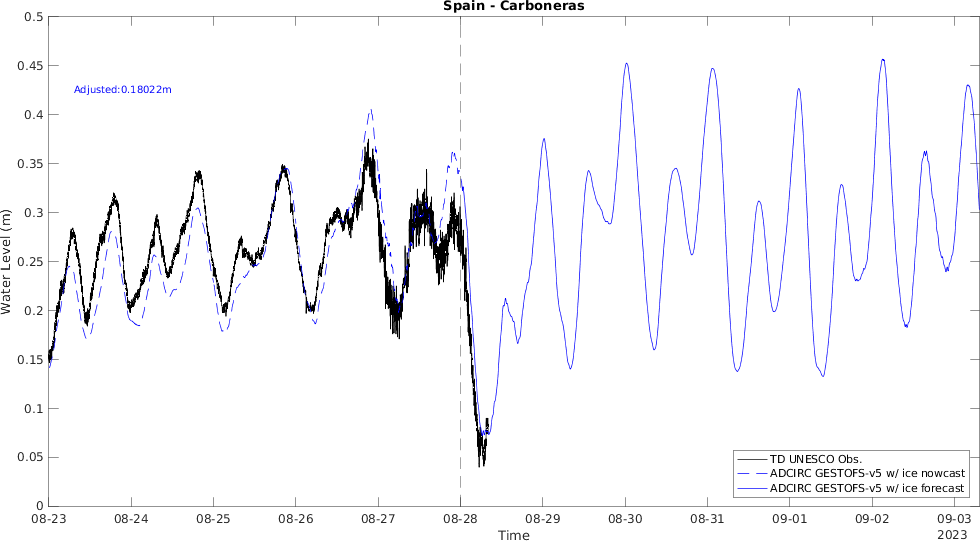 Spain - Carboneras
0.5
0.45
0.4
0.35
0.3
0.25
0.2
0.15
0.1
0.05
0
Water Level (m)
Adjusted:0.18022m
TD UNESCO Obs.
ADCIRC GESTOFS-v5 w/ ice nowcast
ADCIRC GESTOFS-v5 w/ ice forecast
08-23 08-24 08-25 08-26 08-27 08-28 08-29 08-30 08-31 09-01 09-02 09-03
Time 2023